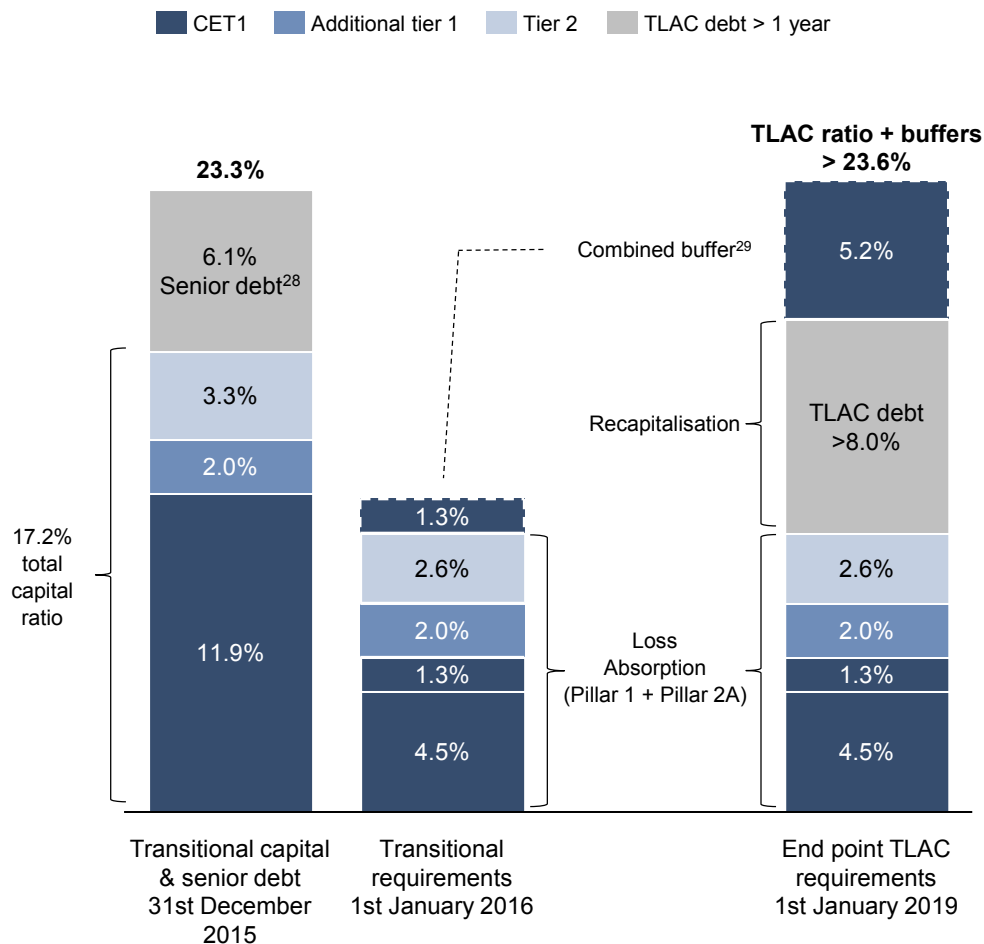 CET1 Additional tier 1 Tier 2 TLAC debt > 1 year
23.3%
6.1%
Senior debt28
3.3%
2.0%
11.9%
17.2%
total
capital
ratio
1.3%
2.6%
2.0%
1.3%
4.5%
Combined buffer29
Recapitalisation
Loss
Absorption
(Pillar 1 + Pillar 2A)
TLAC ratio + buffers
> 23.6%
5.2%
TLAC debt
>8.0%
2.6%
2.0%
1.3%
4.5%
Transitional capital
& senior debt
31st December
2015
Transitional
requirements
1st January 2016
End point TLAC
requirements
1st January 2019